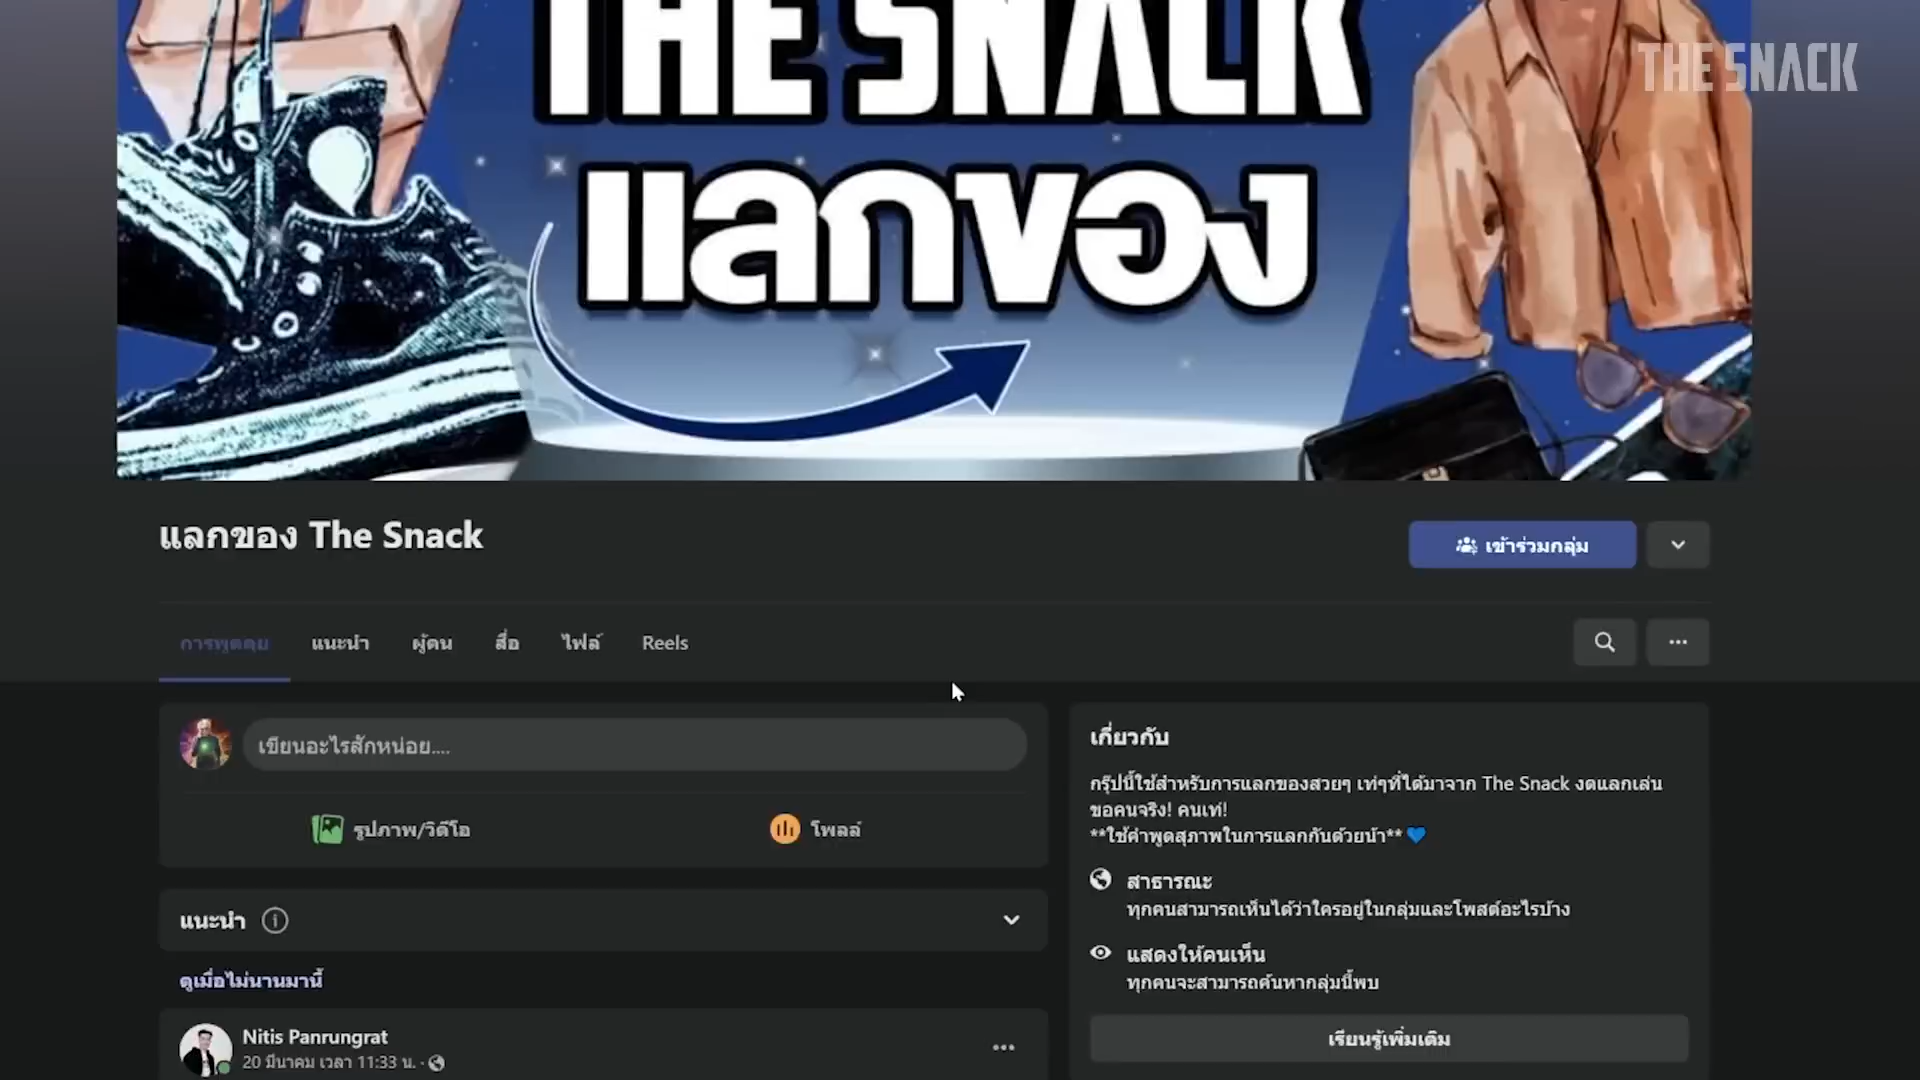 THE SNACK
THE SNACK
แลกของ
แลกของ The Snack
เข้าร่วมกลุ่ม
การพูดคุย
แนะนำ
ผู้คน
สื่อ
ไฟล์
Reels
เขียนอะไรสักหน่อย....
รูปภาพ/วิดีโอ
โพลล์
แนะนำ
ดูเมื่อไม่นานมานี้
Nitis Panrungrat
20 มีนาคม เวลา 11:33 น. ·
เกี่ยวกับ
กรุ๊ปนี้ใช้สำหรับการแลกของสวยๆ เท่ๆที่ได้มาจาก The Snack งดแลกเล่น
ขอคนจริง! คนเท่!
**ใช้คำพูดสุภาพในการแลกกันด้วยน้า** 💙
สาธารณะ
ทุกคนสามารถเห็นได้ว่าใครอยู่ในกลุ่มและโพสต์อะไรบ้าง
แสดงให้คนเห็น
ทุกคนจะสามารถค้นหากลุ่มนี้พบ
เรียนรู้เพิ่มเติม